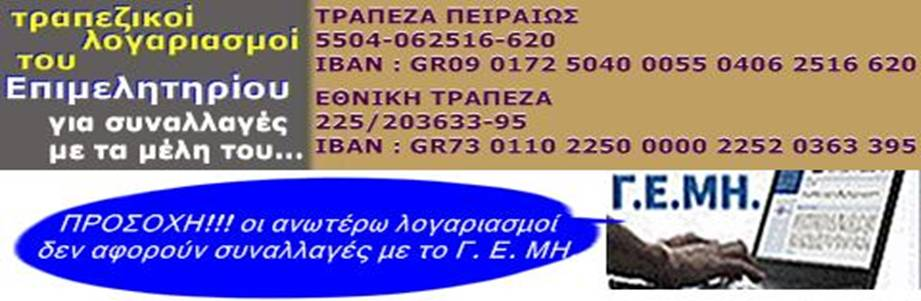 τραπεζικοί
λογαριασμοί
του
Επιμελητηρίου
για συναλλαγές
με τα μέλη του...
ΤΡΑΠΕΖΑ ΠΕΙΡΑΙΩΣ
5504-062516-620
IBAN : GR09 0172 5040 0055 0406 2516 620
ΕΘΝΙΚΗ ΤΡΑΠΕΖΑ
225/203633-95
IBAN : GR73 0110 2250 0000 2252 0363 395
ΠΡΟΣΟΧΗ!!! οι ανωτέρω λογαριασμοί
δεν αφορούν συναλλαγές με το Γ. Ε. ΜΗ
Γ.Ε.ΜΗ.